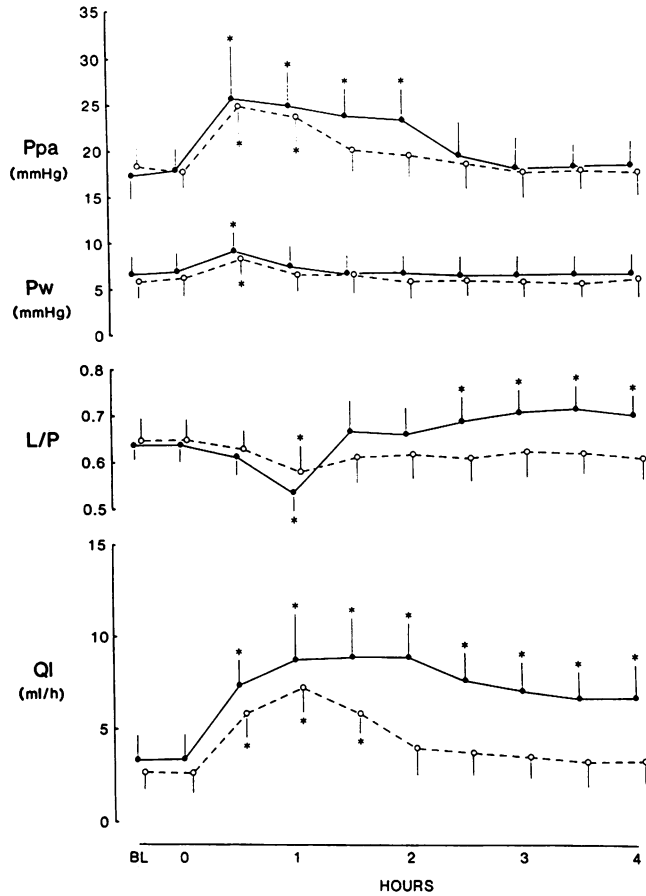 35
30
25
20
15
Ppa
(mmHg)
* * * *
* *
10
5
0
Pw
(mmHg)
*
*
0.8
0.7
0.6
0.5
L/P
* * * * *
*
15
10
5
0
Ql
(ml/h)
* * * * * * * *
* * *
BL 0 1 2 3 4
HOURS